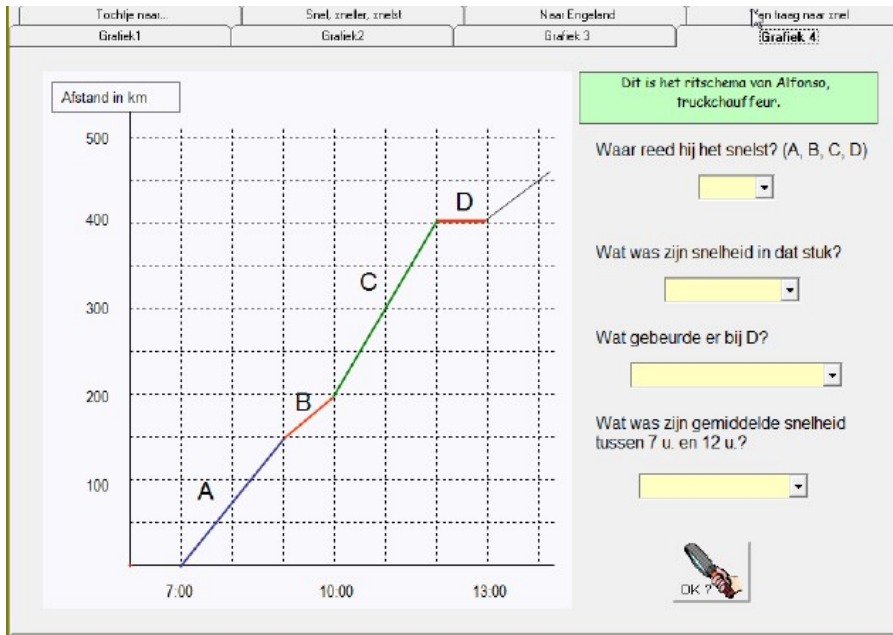 Tochtje naar...
Snel, sneller, snelst
Naar Engeland
Van traag naar snel
Grafiek1
Grafiek2
Grafiek 3
Grafiek 4
Afstand in km
500
400
300
200
100
A
B
C
D
7:00
10:00
13:00
Dit is het ritschema van Alfonso,
truckchauffeur.
Waar reed hij het snelst? (A, B, C, D)
Wat was zijn snelheid in dat stuk?
Wat gebeurde er bij D?
Wat was zijn gemiddelde snelheid
tussen 7 u. en 12 u.?
OK ?